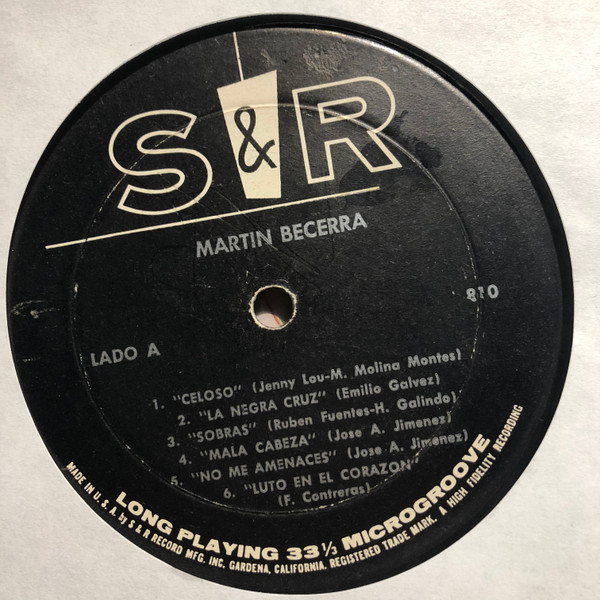 S & R
MARTIN BECERRA
810
LADO A
1. "CELOSO" (Jenny Lou-M. Molina Montes)
2. "LA NEGRA CRUZ" (Emilio Galvez)
3. "SOBRAS" (Ruben Fuentes-H. Galindo)
4. "MALA CABEZA" (Jose A. Jimenez)
5. "NO ME AMENACES" (Jose A. Jimenez)
6. "LUTO EN EL CORAZON"
(F. Contreras)
LONG PLAYING 33⅓ MICROGROOVE
MADE IN U.S.A. by S & R RECORD MFG. INC. GARDENA, CALIFORNIA. REGISTERED TRADE MARK. A HIGH FIDELITY RECORDING